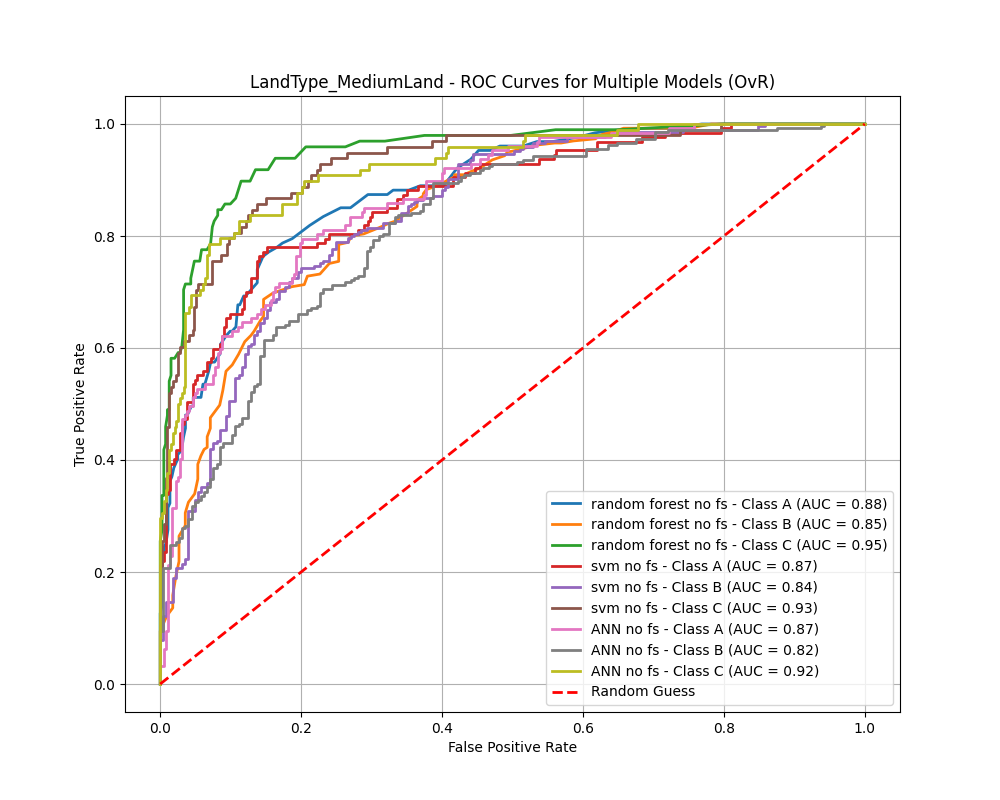 LandType_MediumLand - ROC Curves for Multiple Models (OvR)
1.0
0.8
0.6
0.4
0.2
0.0
True Positive Rate
random forest no fs - Class A (AUC = 0.88)
random forest no fs - Class B (AUC = 0.85)
random forest no fs - Class C (AUC = 0.95)
svm no fs - Class A (AUC = 0.87)
svm no fs - Class B (AUC = 0.84)
svm no fs - Class C (AUC = 0.93)
ANN no fs - Class A (AUC = 0.87)
ANN no fs - Class B (AUC = 0.82)
ANN no fs - Class C (AUC = 0.92)
Random Guess
0.0 0.2 0.4 0.6 0.8 1.0
False Positive Rate